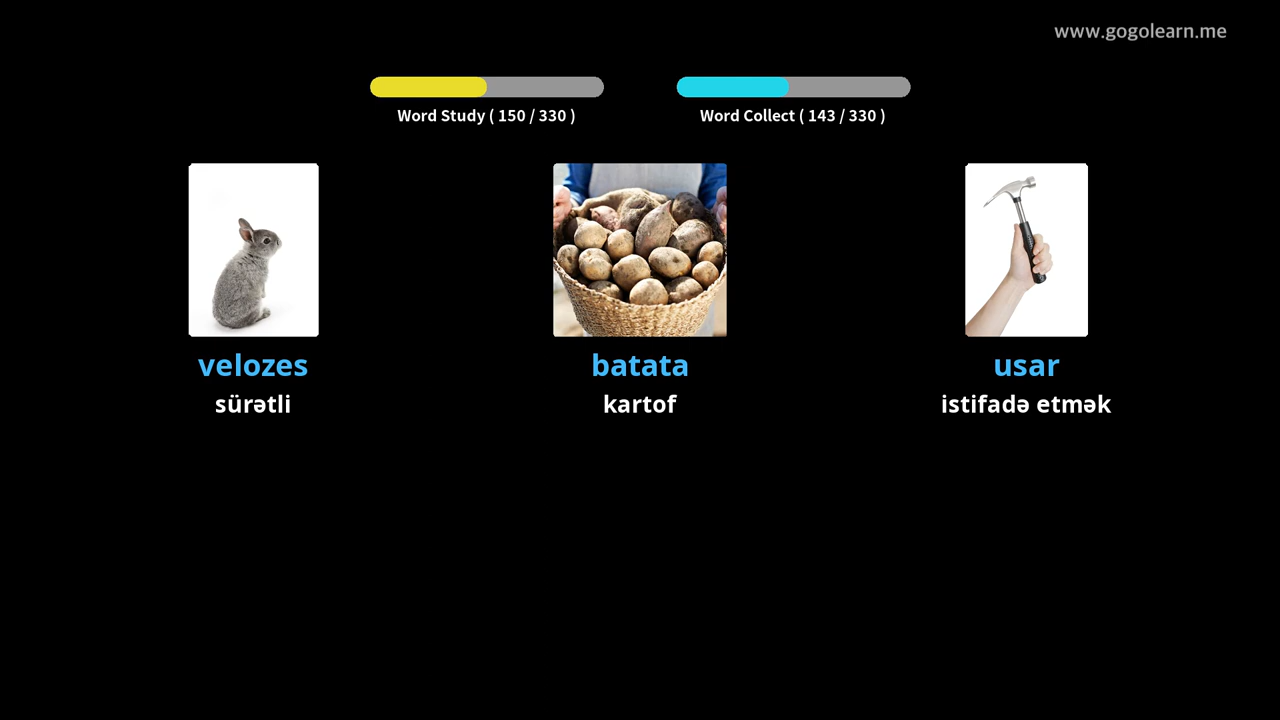 www.gogolearn.me
Word Study ( 150 / 330 )
Word Collect ( 143 / 330 )
velozes
sürətli
batata
kartof
usar
istifadə etmək